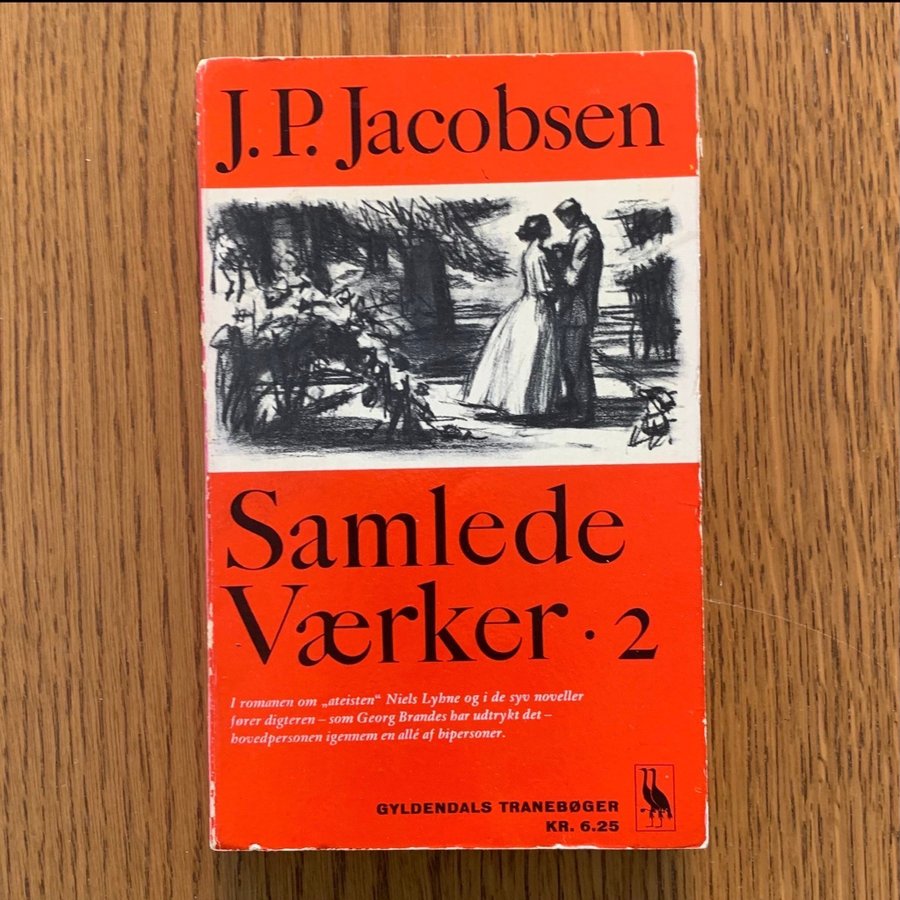 J.P. Jacobsen
Samlede
Værker · 2
I romanen om „ateisten“ Niels Lyhne og i de syv noveller
fører digteren – som Georg Brandes har udtrykt det –
hovedpersonen igennem en allé af bipersoner.
GYLDENDALS TRANEBØGER
KR. 6.25